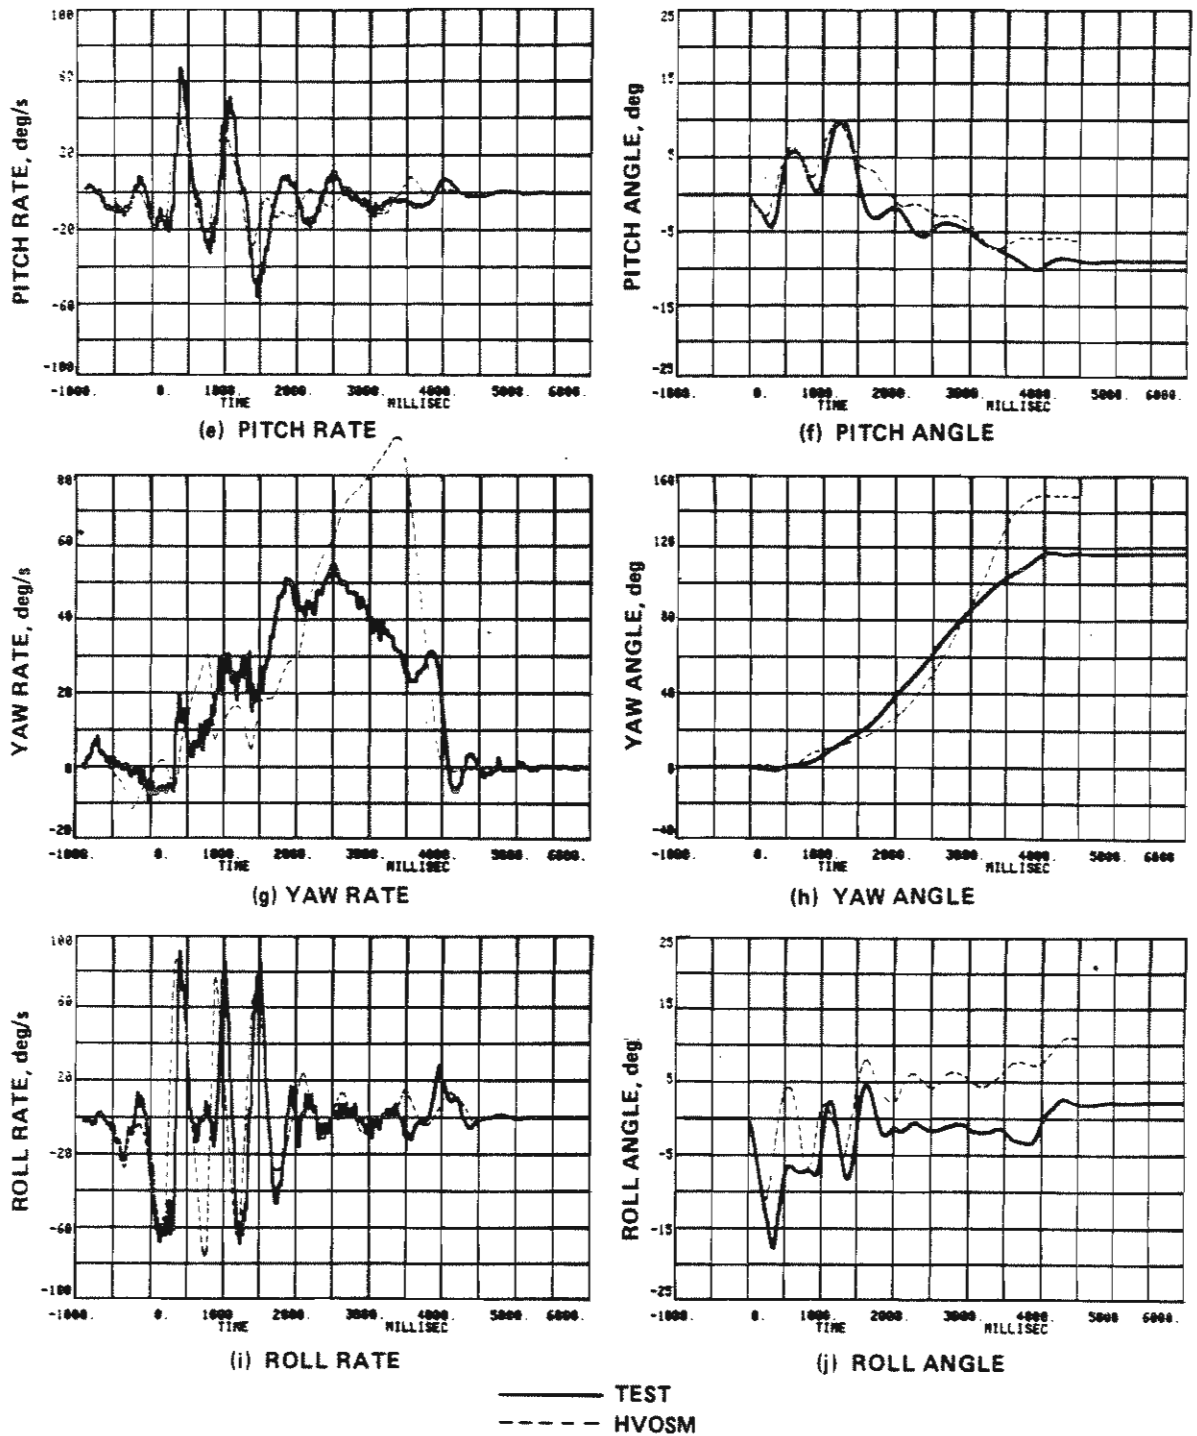 100
20
-20
-60
-100
PITCH RATE, deg/s
-1000. 0. 1000. 2000. 3000. 4000. 5000. 6000.
TIME MILLISEC
(e) PITCH RATE
25
15
5
-5
-15
-25
PITCH ANGLE, deg
-1000. 0. 1000. 2000. 3000. 4000. 5000. 6000.
TIME MILLISEC
(f) PITCH ANGLE
80
60
40
20
0
-20
YAW RATE, deg/s
-1000. 0. 1000. 2000. 3000. 4000. 5000. 6000.
TIME MILLISEC
(g) YAW RATE
160
120
80
40
0
-40
YAW ANGLE, deg
-1000. 0. 1000. 2000. 3000. 4000. 5000. 6000.
TIME MILLISEC
(h) YAW ANGLE
100
60
20
-20
-60
-100
ROLL RATE, deg/s
-1000. 0. 1000. 2000. 3000. 4000. 5000. 6000.
TIME MILLISEC
(i) ROLL RATE
25
15
5
-5
-15
-25
ROLL ANGLE, deg
-1000. 0. 1000. 2000. 3000. 4000. 5000. 6000.
TIME MILLISEC
(j) ROLL ANGLE
TEST
HVOSM